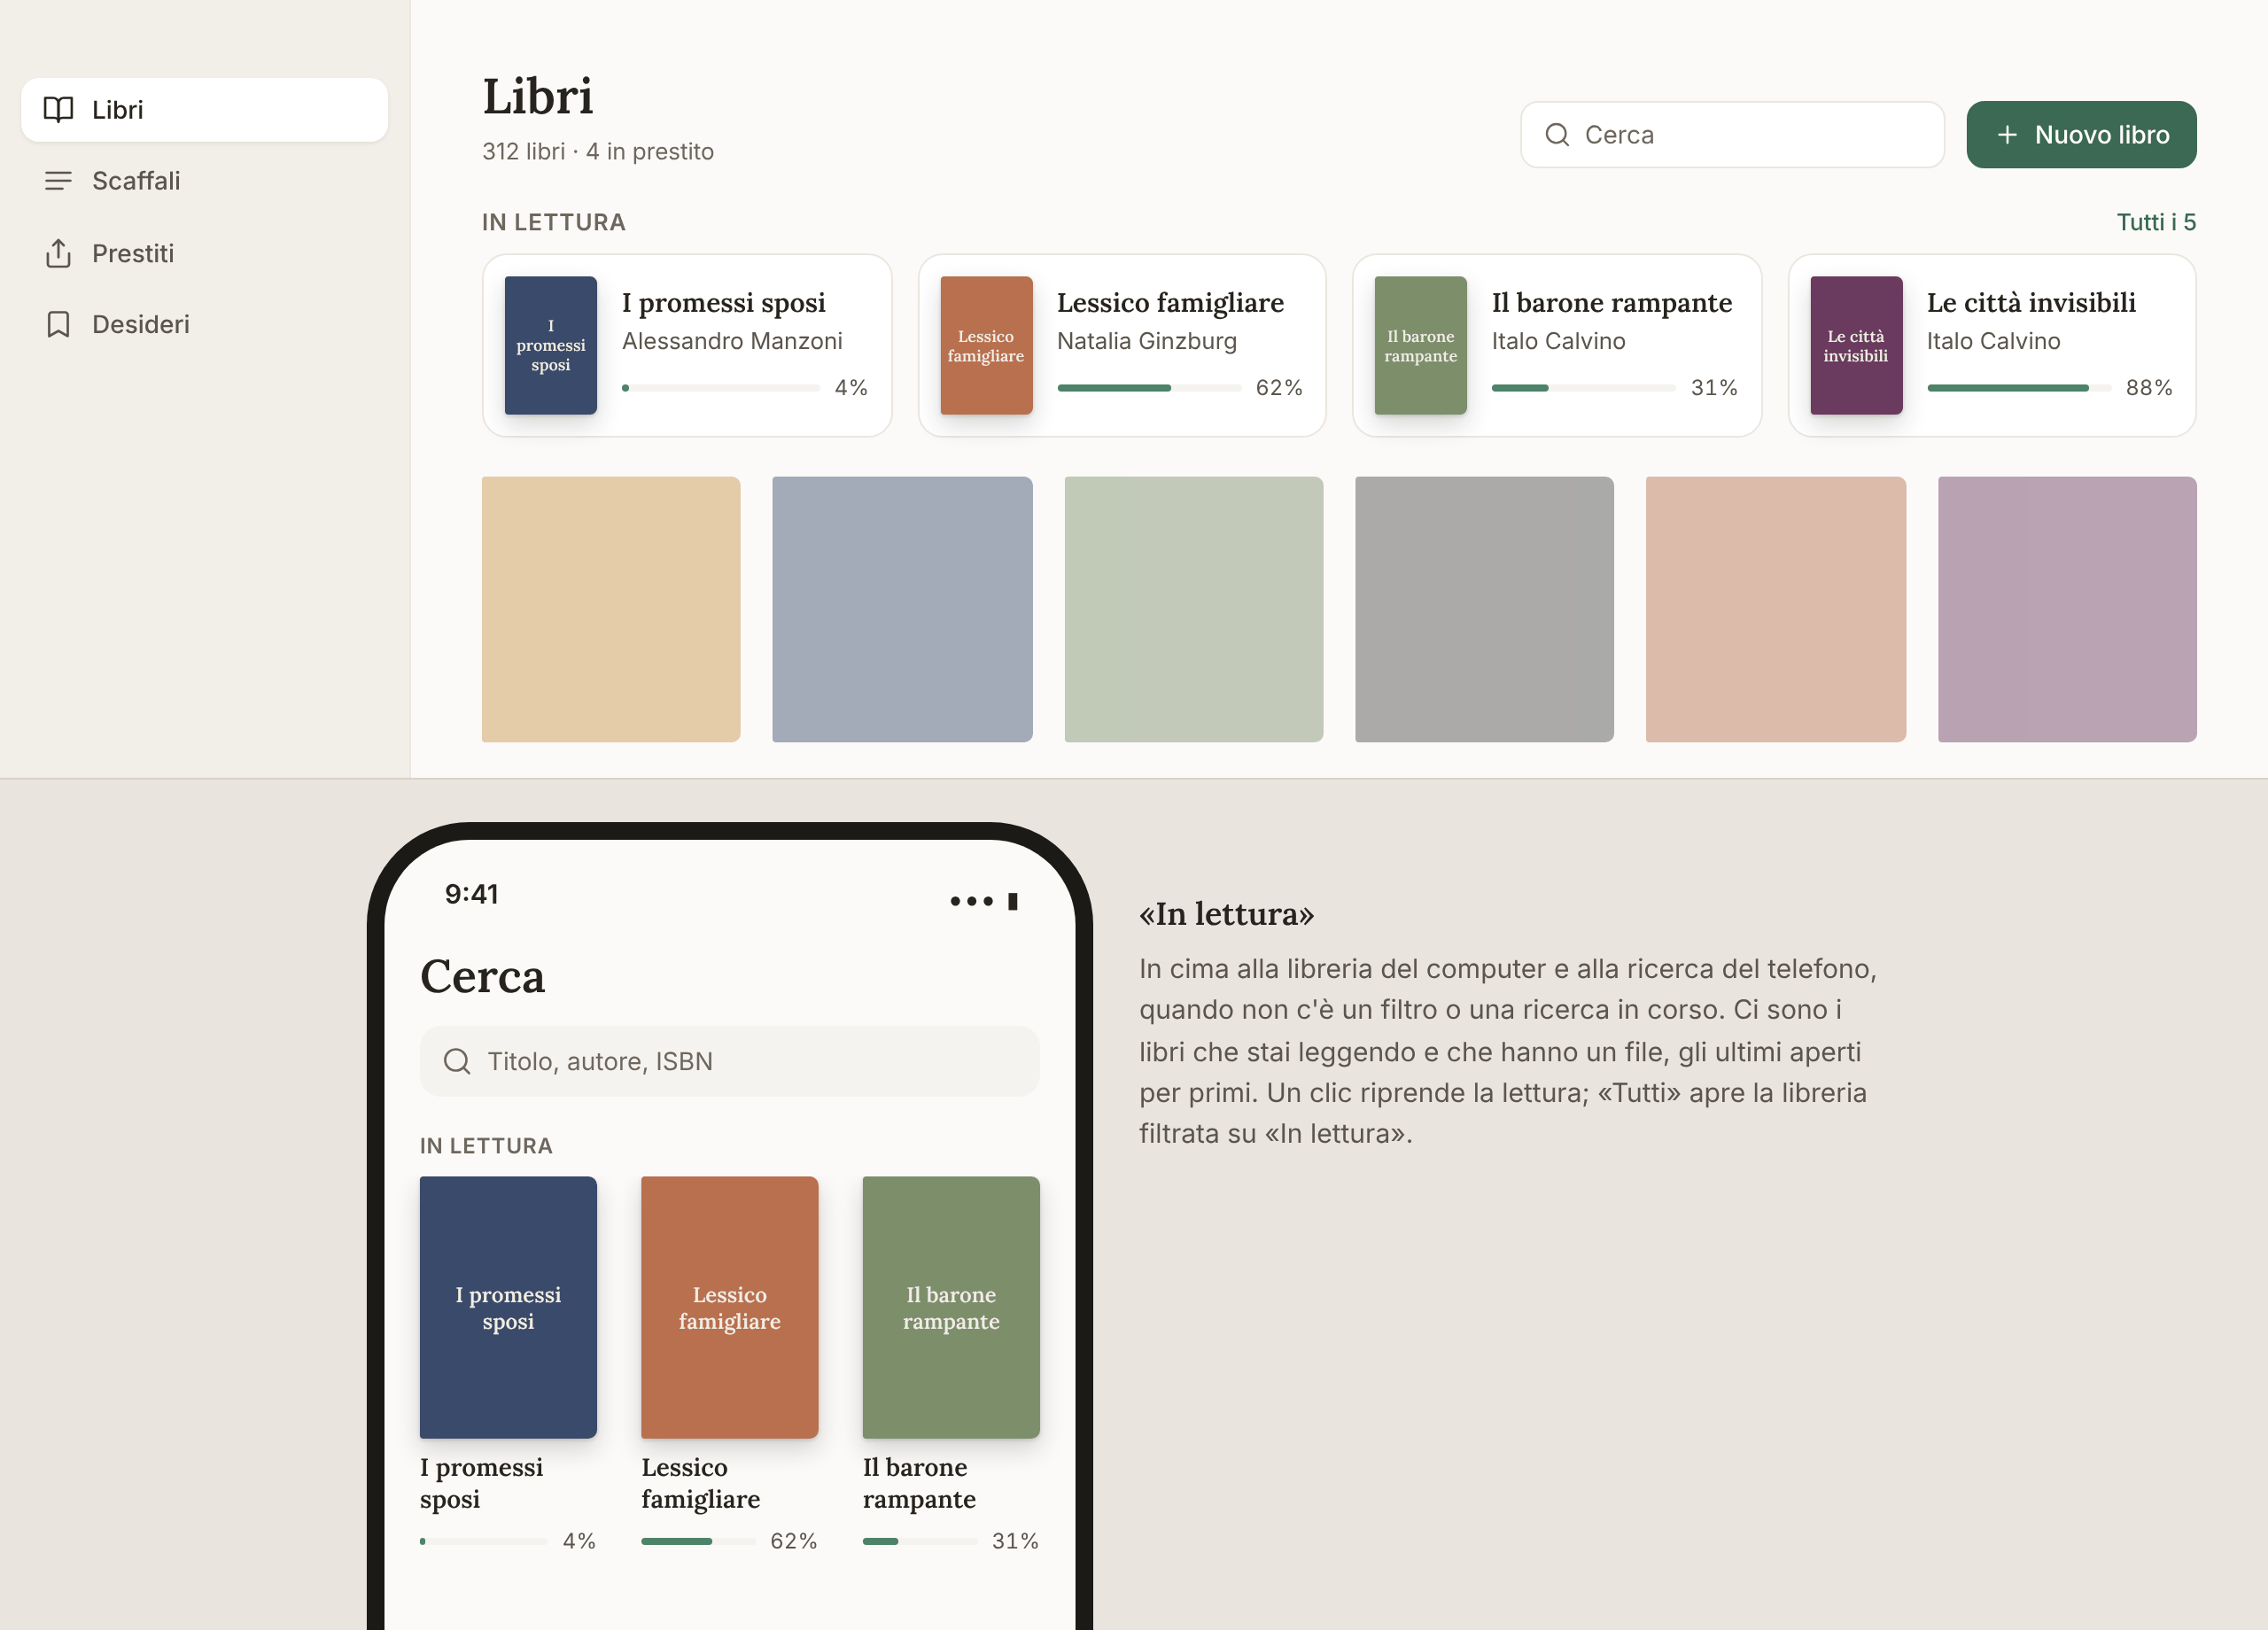 Libri
Scaffali
Prestiti
Desideri
Libri
312 libri · 4 in prestito
Cerca
Nuovo libro
IN LETTURA
Tutti i 5
I
promessi
sposi
I promessi sposi
Alessandro Manzoni
4%
Lessico
famigliare
Lessico famigliare
Natalia Ginzburg
62%
Il barone
rampante
Il barone rampante
Italo Calvino
31%
Le città
invisibili
Le città invisibili
Italo Calvino
88%
9:41
Cerca
Titolo, autore, ISBN
IN LETTURA
I promessi
sposi
Lessico
famigliare
Il barone
rampante
I promessi
sposi
4%
Lessico
famigliare
62%
Il barone
rampante
31%
«In lettura»
In cima alla libreria del computer e alla ricerca del telefono,
quando non c'è un filtro o una ricerca in corso. Ci sono i
libri che stai leggendo e che hanno un file, gli ultimi aperti
per primi. Un clic riprende la lettura; «Tutti» apre la libreria
filtrata su «In lettura».